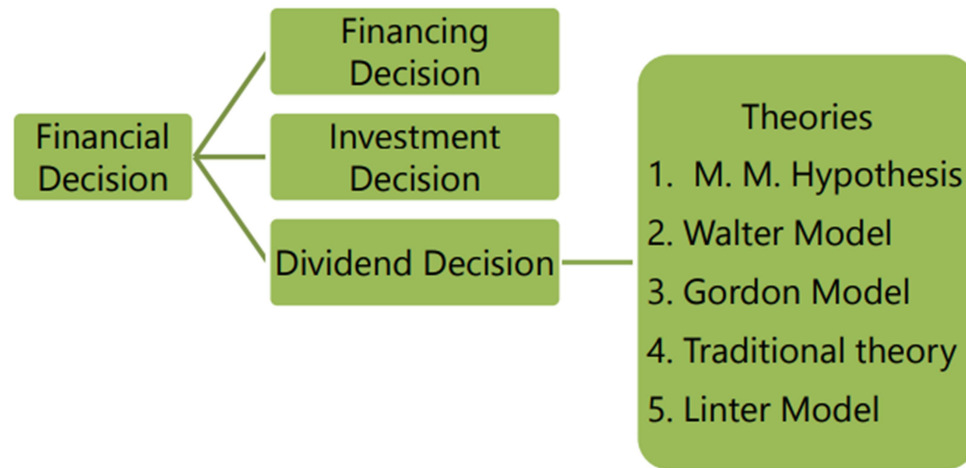 Financial
Decision
Financing
Decision
Investment
Decision
Dividend Decision
Theories
1. M. M. Hypothesis
2. Walter Model
3. Gordon Model
4. Traditional theory
5. Linter Model